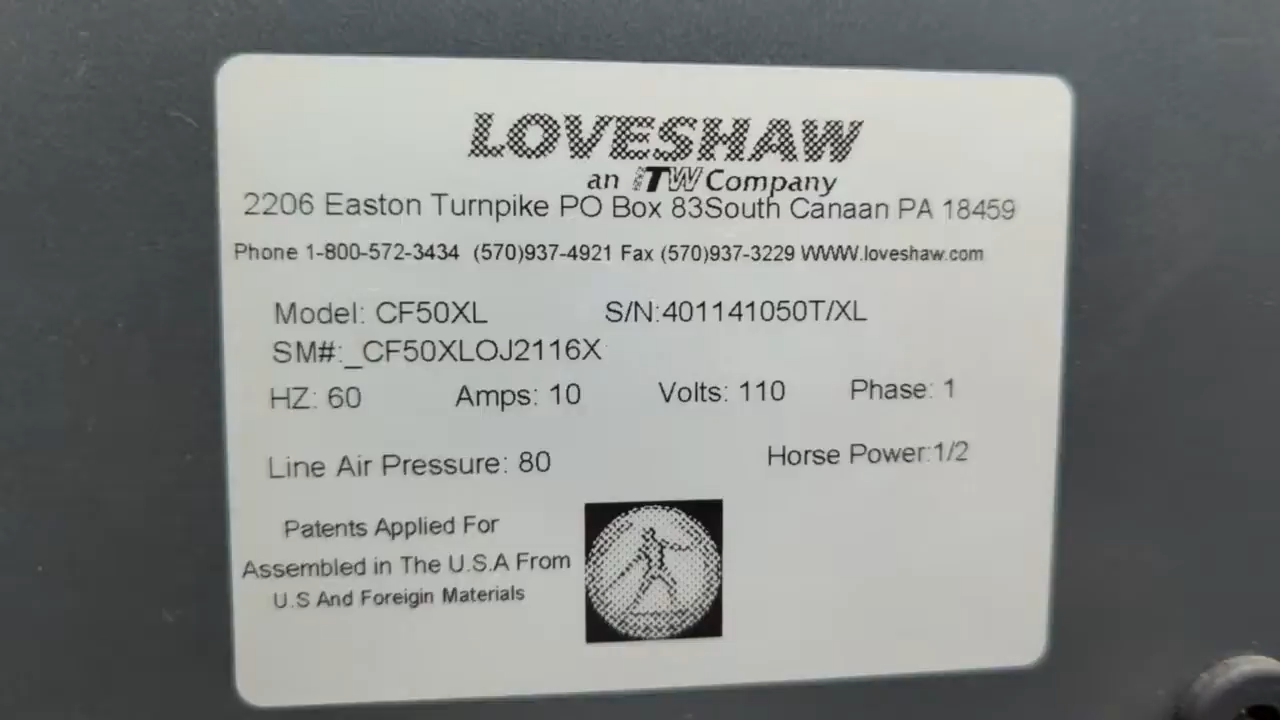 LOVESHAW
an ITW Company
2206 Easton Turnpike PO Box 83South Canaan PA 18459
Phone 1-800-572-3434 (570)937-4921 Fax (570)937-3229 WWW.loveshaw.com
Model: CF50XL S/N:401141050T/XL
SM#:_CF50XLOJ2116X
HZ: 60 Amps: 10 Volts: 110 Phase: 1
Line Air Pressure: 80 Horse Power:1/2
Patents Applied For
Assembled in The U.S.A From
U.S And Foreigin Materials